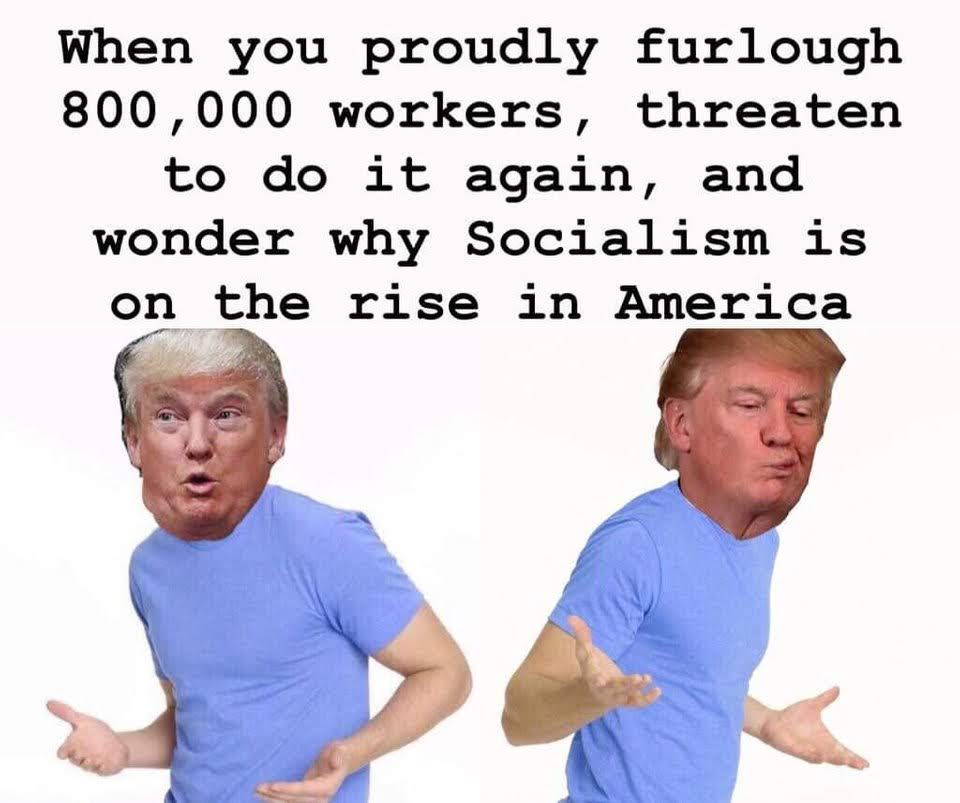 When you proudly furlough
800,000 workers, threaten
to do it again, and
wonder why Socialism is
on the rise in America